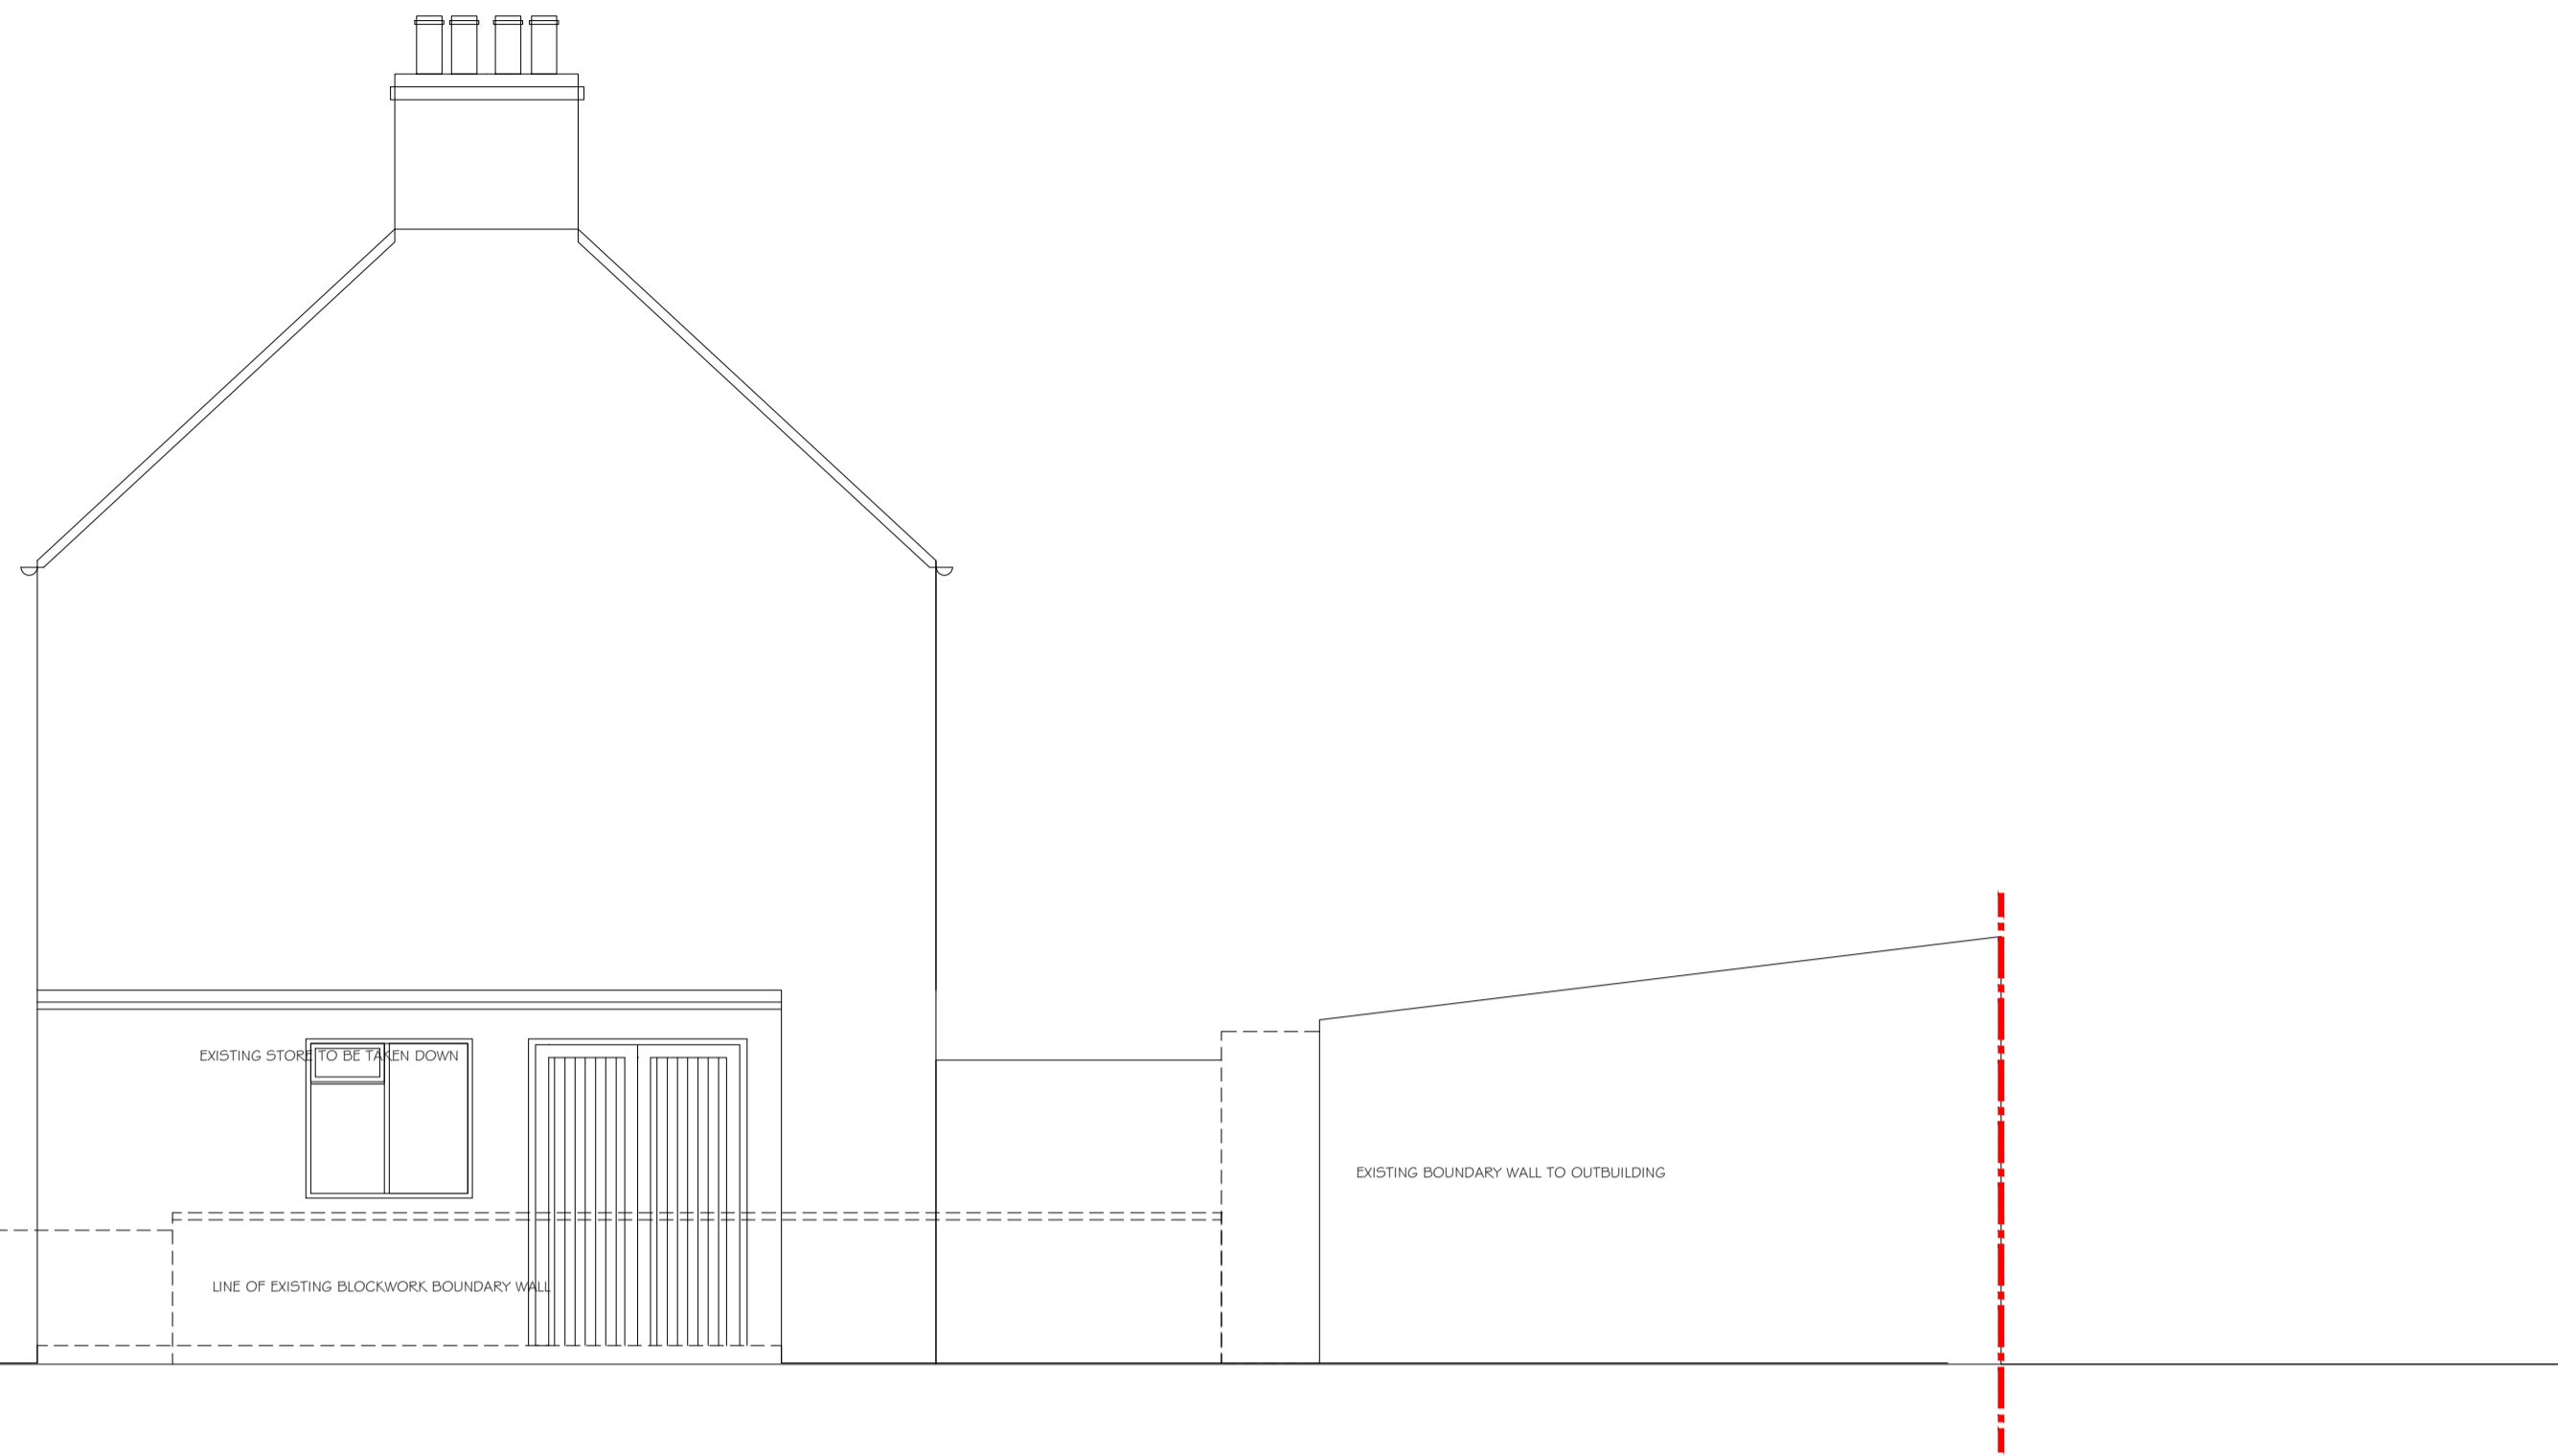 EXISTING STORE TO BE TAKEN DOWN
EXISTING BOUNDARY WALL TO OUTBUILDING
LINE OF EXISTING BLOCKWORK BOUNDARY WALL